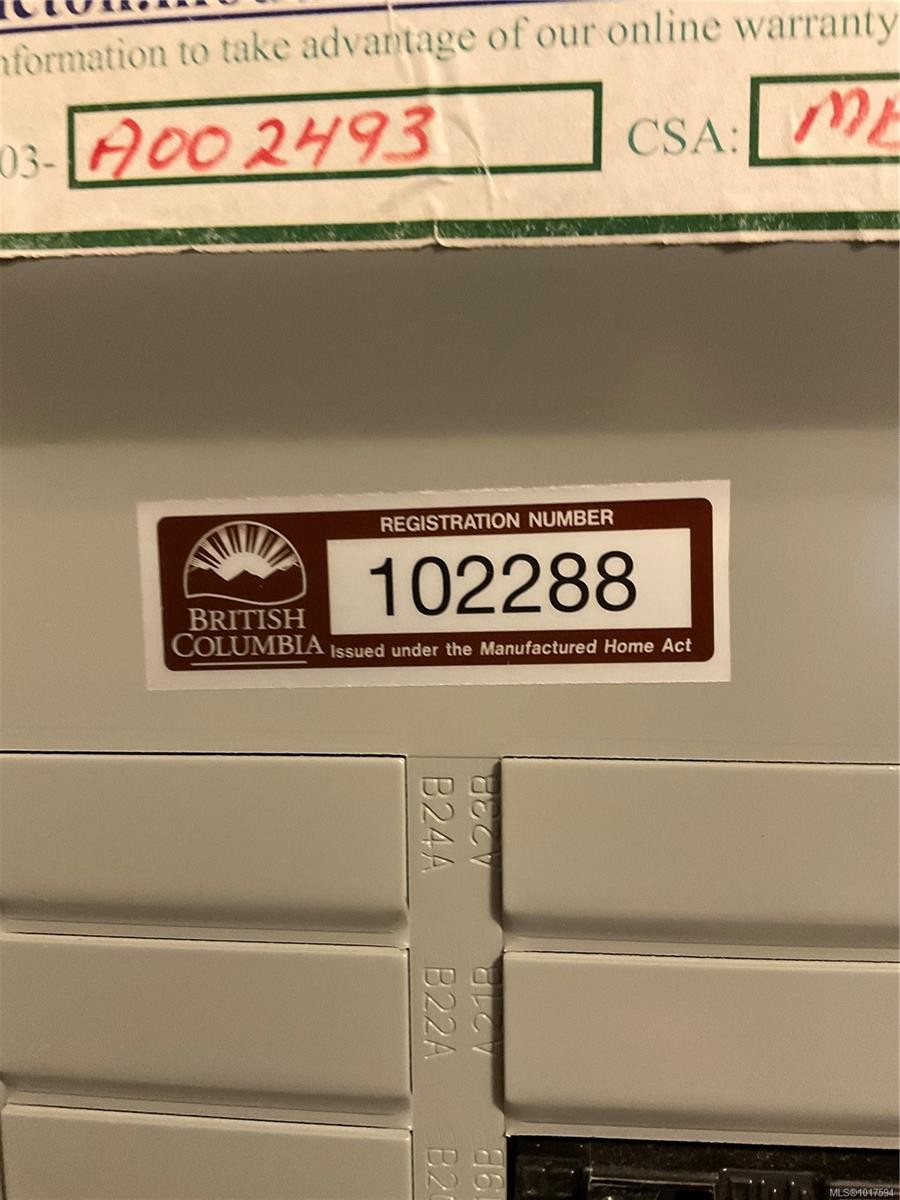 information to take advantage of our online warranty
03- A002493 CSA:
REGISTRATION NUMBER
102288
BRITISH
COLUMBIA
Issued under the Manufactured Home Act
B24A A23B
B22A A21B
MLS®1017594